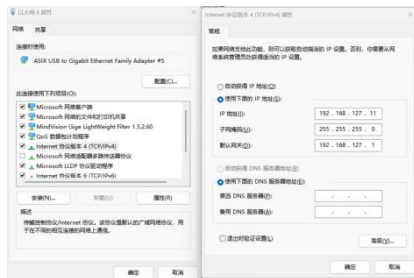 以太网 6 属性
网络 共享
连接时使用:
ASIX USB to Gigabit Ethernet Family Adapter #5
配置(C)...
此连接使用下列项目(O):
Microsoft 网络客户端
Microsoft 网络的文件和打印机共享
MindVision Gige LightWeight Filter 1.5.2.60
QoS 数据包计划程序
Internet 协议版本 4 (TCP/IPv4)
Microsoft 网络适配器多路传送器协议
Microsoft LLDP 协议驱动程序
Internet 协议版本 6 (TCP/IPv6)
安装(N)... 卸载(U) 属性(R)
描述
传输控制协议/Internet 协议。该协议是默认的广域网络协议，用
于在不同的相互连接的网络上通信。
确定 取消
Internet 协议版本 4 (TCP/IPv4) 属性
常规
如果网络支持此功能，则可以获取自动指派的 IP 设置。否则，你需要从网
络系统管理员处获得适当的 IP 设置。
自动获得 IP 地址(O)
使用下面的 IP 地址(S):
IP 地址(I): 192 . 168 . 127 . 11
子网掩码(U): 255 . 255 . 255 . 0
默认网关(D): 192 . 168 . 127 . 1
自动获得 DNS 服务器地址(B)
使用下面的 DNS 服务器地址(E):
首选 DNS 服务器(P): . . .
备用 DNS 服务器(A): . . .
退出时验证设置(L)
高级(V)...
确定 取消